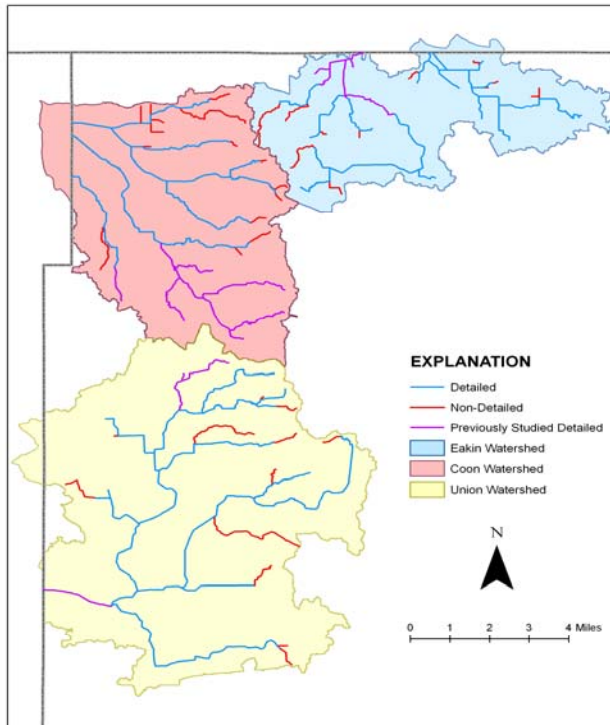 EXPLANATION
Detailed
Non-Detailed
Previously Studied Detailed
Eakin Watershed
Coon Watershed
Union Watershed
N
0 1 2 3 4 Miles